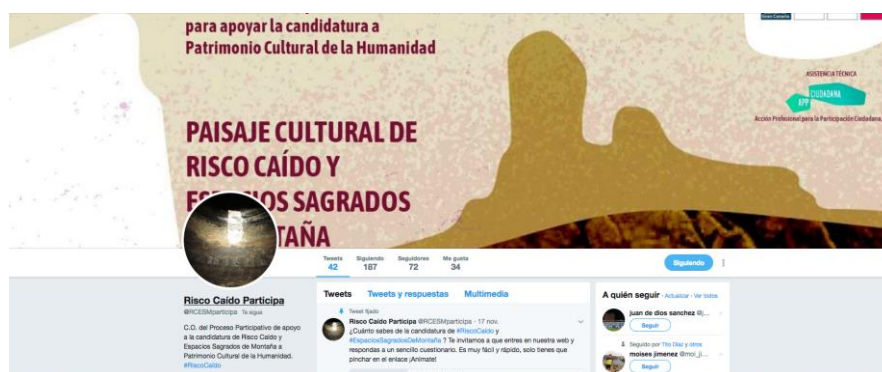 para apoyar la candidatura a
Patrimonio Cultural de la Humanidad
Gran Canaria
ASISTENCIA TÉCNICA
CIUDADANA
APP
Acción Profesional para la Participación Ciudadana
PAISAJE CULTURAL DE
RISCO CAÍDO Y
SAGRADOS
Tweets Siguiendo Seguidores Me gusta
42 187 72 34
Siguiendo
Risco Caído Participa
@RCESMparticipa Te sigue
C.O. del Proceso Participativo de apoyo
a la candidatura de Risco Caído y
Espacios Sagrados de Montaña a
Patrimonio Cultural de la Humanidad.
#RiscoCaído
Tweets Tweets y respuestas Multimedia
Tweet fijado
Risco Caído Participa @RCESMparticipa · 17 nov.
¿Cuánto sabes de la candidatura de #RiscoCaído y
#EspaciosSagradosDeMontaña ? Te invitamos a que entres en nuestra web y
respondas a un sencillo cuestionario. Es muy fácil y rápido, solo tienes que
pinchar en el enlace ¡Anímate!
A quién seguir · Actualizar · Ver todos
juan de dios sanchez @j...
Seguir
Seguido por Tito Díaz y otros
moises jimenez @moi_ji...
Seguir